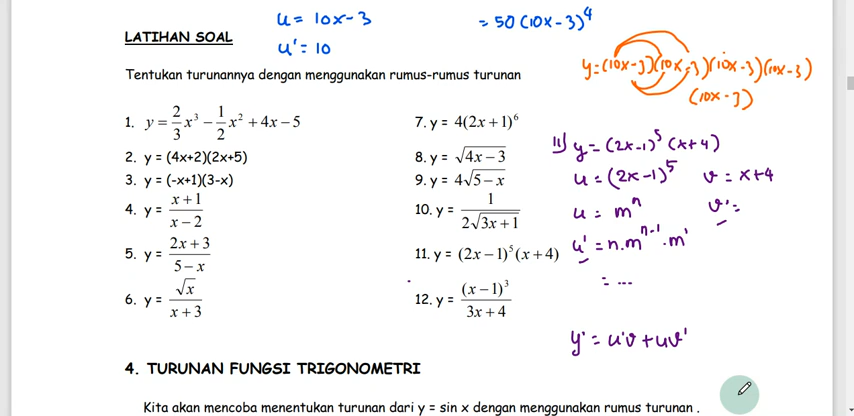 u = 10x-3
= 50(10x-3)^4
LATIHAN SOAL
u' = 10
y=(10x-3)(10x-3)(10x-3)(10x-3)
(10x-3)
Tentukan turunannya dengan menggunakan rumus-rumus turunan
1. y = 2/3 x^3 - 1/2 x^2 + 4x - 5
2. y = (4x+2)(2x+5)
3. y = (-x+1)(3-x)
4. y = (x+1)/(x-2)
5. y = (2x+3)/(5-x)
6. y = √x/(x+3)
7. y = 4(2x+1)^6
8. y = √(4x-3)
9. y = 4√(5-x)
10. y = 1/(2√(3x+1))
11. y = (2x-1)^5(x+4)
12. y = (x-1)^3/(3x+4)
11) y = (2x-1)^5 (x+4)
u = (2x-1)^5 v = x+4
u = m^n v' =
u' = n.m^(n-1).m'
= ...
y' = u'v + uv'
4. TURUNAN FUNGSI TRIGONOMETRI
Kita akan mencoba menentukan turunan dari y = sin x dengan menggunakan rumus turunan .